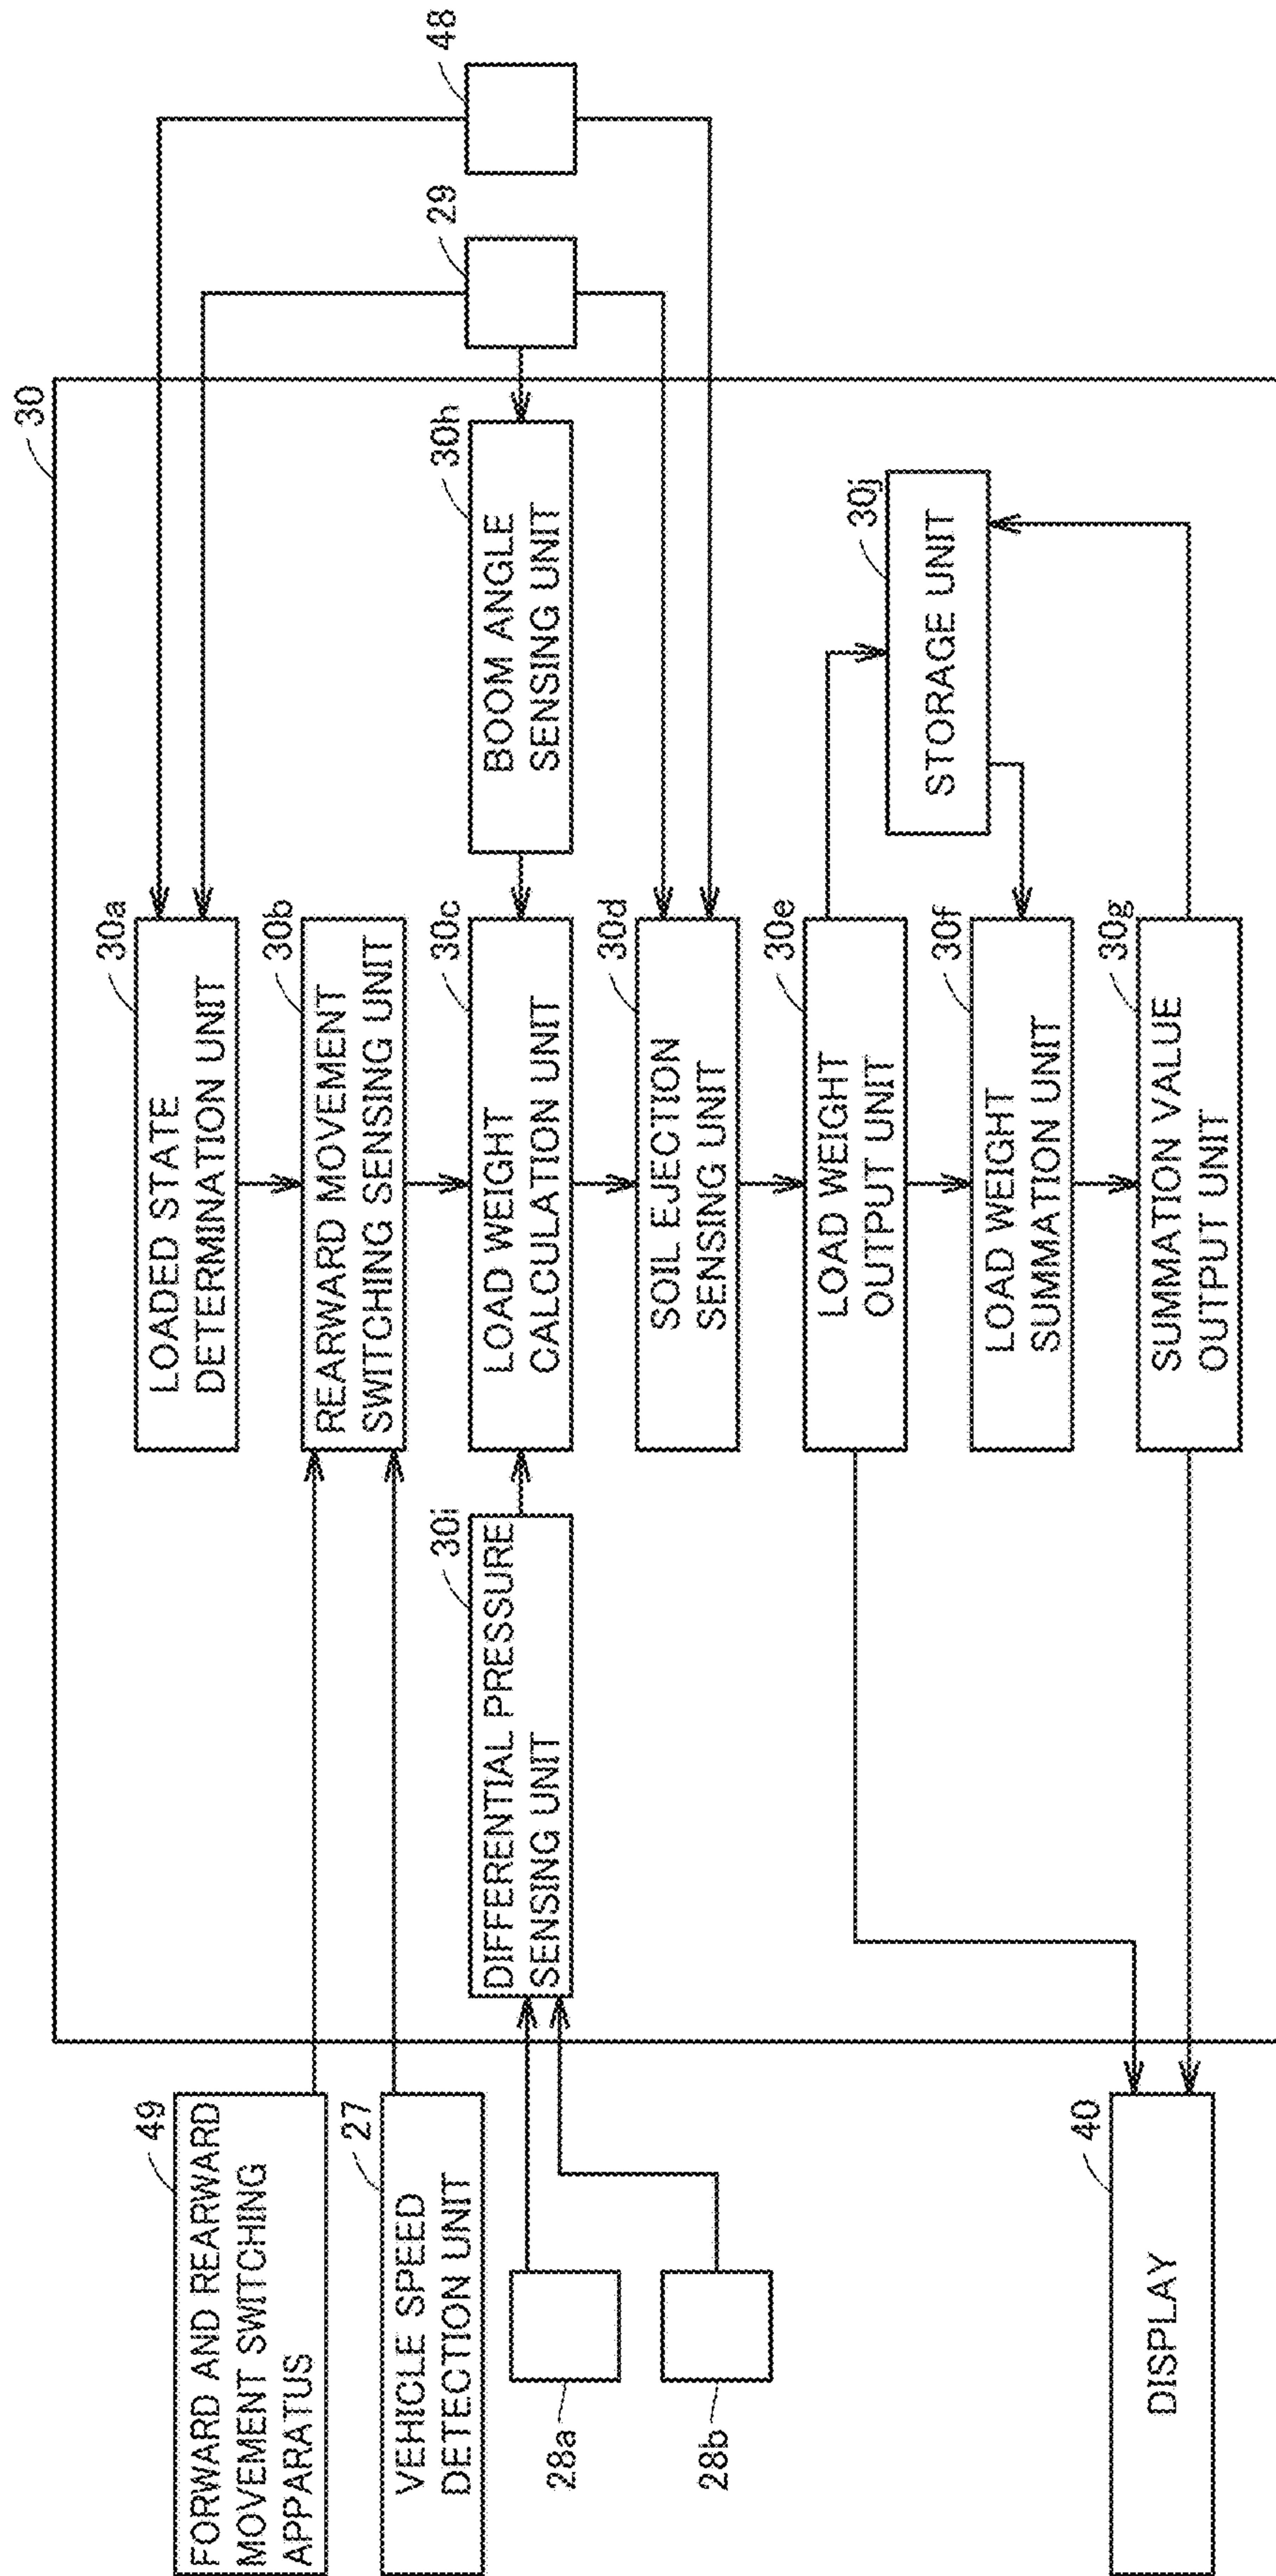 30
48
29
FORWARD AND REARWARD
MOVEMENT SWITCHING
APPARATUS
49
VEHICLE SPEED
DETECTION UNIT
27
28a
28b
DISPLAY
40
DIFFERENTIAL PRESSURE
SENSING UNIT
30i
LOADED STATE
DETERMINATION UNIT
30a
REARWARD MOVEMENT
SWITCHING SENSING UNIT
30b
LOAD WEIGHT
CALCULATION UNIT
30c
SOIL EJECTION
SENSING UNIT
30d
LOAD WEIGHT
OUTPUT UNIT
30e
LOAD WEIGHT
SUMMATION UNIT
30f
SUMMATION VALUE
OUTPUT UNIT
30g
BOOM ANGLE
SENSING UNIT
30h
STORAGE UNIT
30j